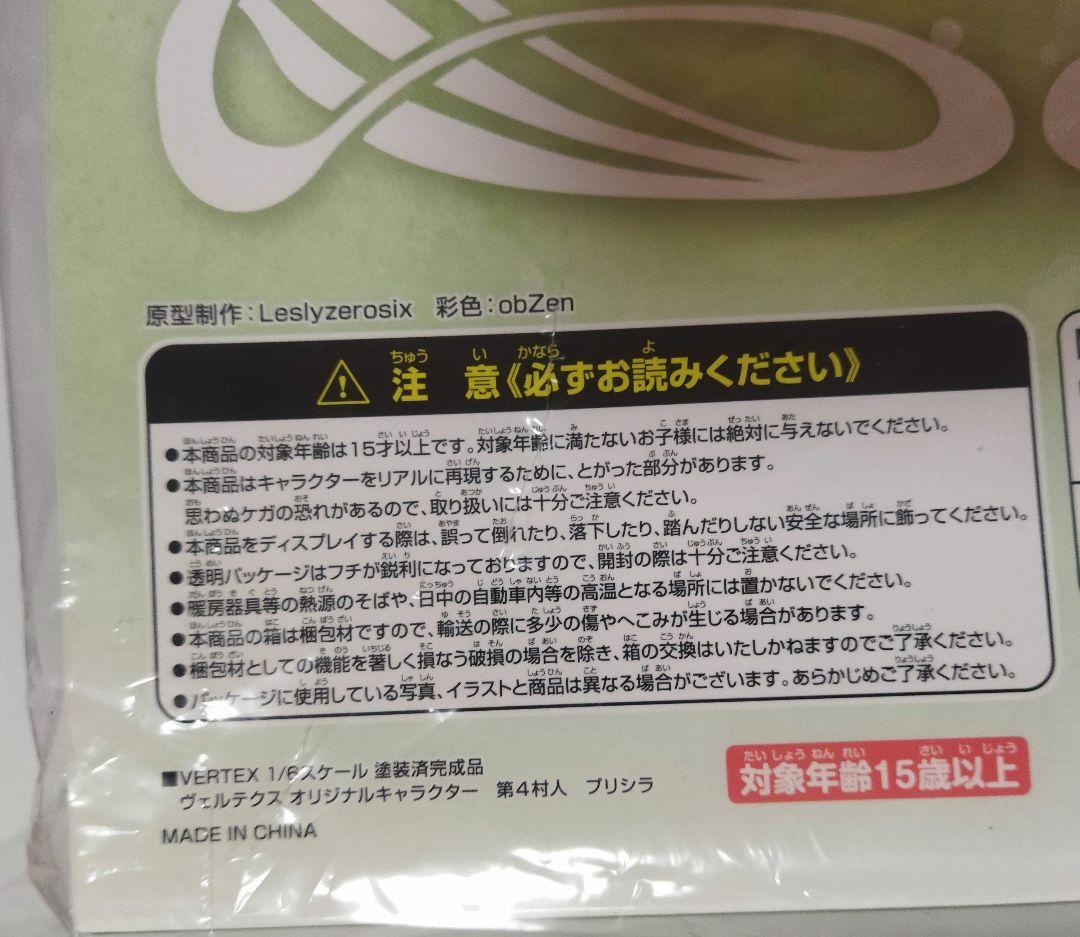 原型制作：Leslyzerosix　彩色：obZen
注意《必ずお読みください》
●本商品の対象年齢は15才以上です。対象年齢に満たないお子様には絶対に与えないでください。
●本商品はキャラクターをリアルに再現するために、とがった部分があります。
思わぬケガの恐れがあるので、取り扱いには十分ご注意ください。
●本商品をディスプレイする際は、誤って倒れたり、落下したり、踏んだりしない安全な場所に飾ってください。
●透明パッケージはフチが鋭利になっておりますので、開封の際は十分ご注意ください。
●暖房器具等の熱源のそばや、日中の自動車内等の高温となる場所には置かないでください。
●本商品の箱は梱包材ですので、輸送の際に多少の傷やへこみが生じる場合があります。
●梱包材としての機能を著しく損なう破損の場合を除き、箱の交換はいたしかねますのでご了承ください。
●パッケージに使用している写真、イラストと商品は異なる場合がございます。あらかじめご了承ください。
■VERTEX 1/6スケール 塗装済完成品
ヴェルテクス オリジナルキャラクター　第4村人　プリシラ
MADE IN CHINA
対象年齢15歳以上